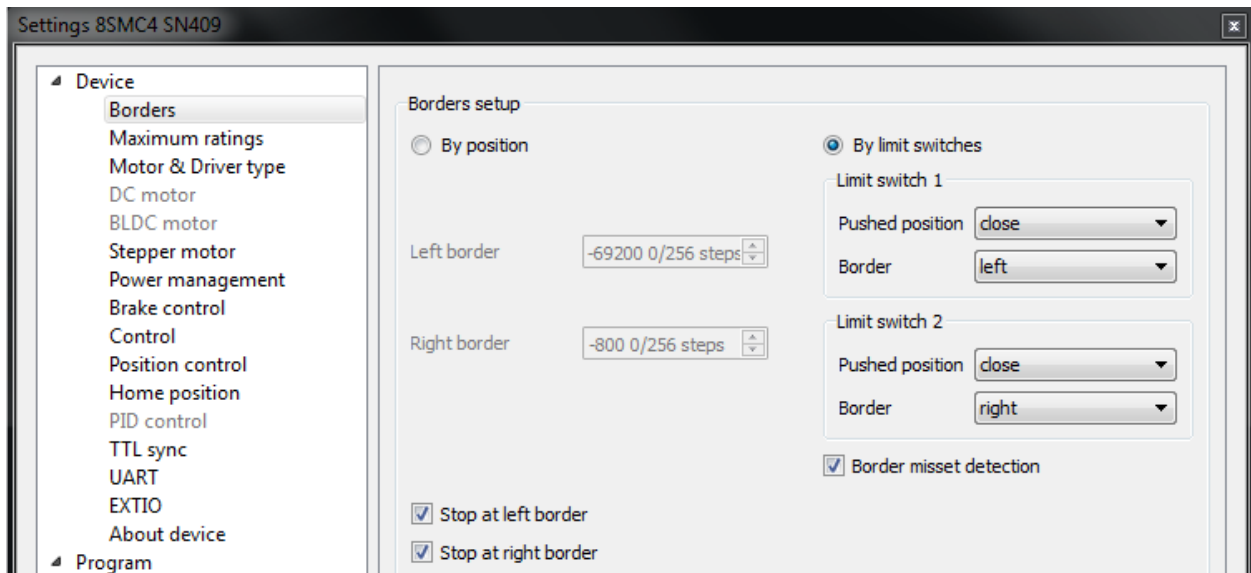 Settings 8SMC4 SN409
Device
Borders
Maximum ratings
Motor & Driver type
DC motor
BLDC motor
Stepper motor
Power management
Brake control
Control
Position control
Home position
PID control
TTL sync
UART
EXTIO
About device
Program
Borders setup
By position
Left border
-69200 0/256 steps
Right border
-800 0/256 steps
By limit switches
Limit switch 1
Pushed position close
Border left
Limit switch 2
Pushed position close
Border right
Border misset detection
Stop at left border
Stop at right border